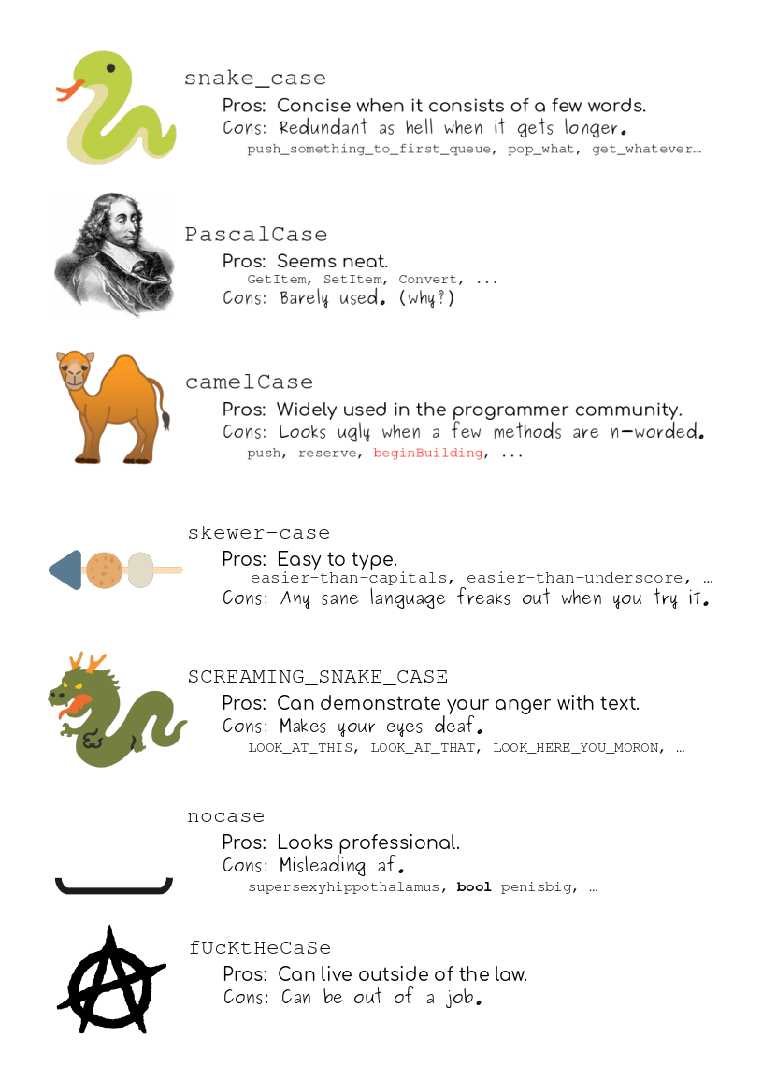 snake_case
Pros: Concise when it consists of a few words.
Cons: Redundant as hell when it gets longer.
push_something_to_first_queue, pop_what, get_whatever…
PascalCase
Pros: Seems neat.
GetItem, SetItem, Convert, ...
Cons: Barely used. (why?)
camelCase
Pros: Widely used in the programmer community.
Cons: Looks ugly when a few methods are n-worded.
push, reserve, beginBuilding, ...
skewer-case
Pros: Easy to type.
easier-than-capitals, easier-than-underscore, …
Cons: Any sane language freaks out when you try it.
SCREAMING_SNAKE_CASE
Pros: Can demonstrate your anger with text.
Cons: Makes your eyes deaf.
LOOK_AT_THIS, LOOK_AT_THAT, LOOK_HERE_YOU_MORON, …
nocase
Pros: Looks professional.
Cons: Misleading af.
supersexyhippothalamus, bool penisbig, …
fUcKtHeCaSe
Pros: Can live outside of the law.
Cons: Can be out of a job.